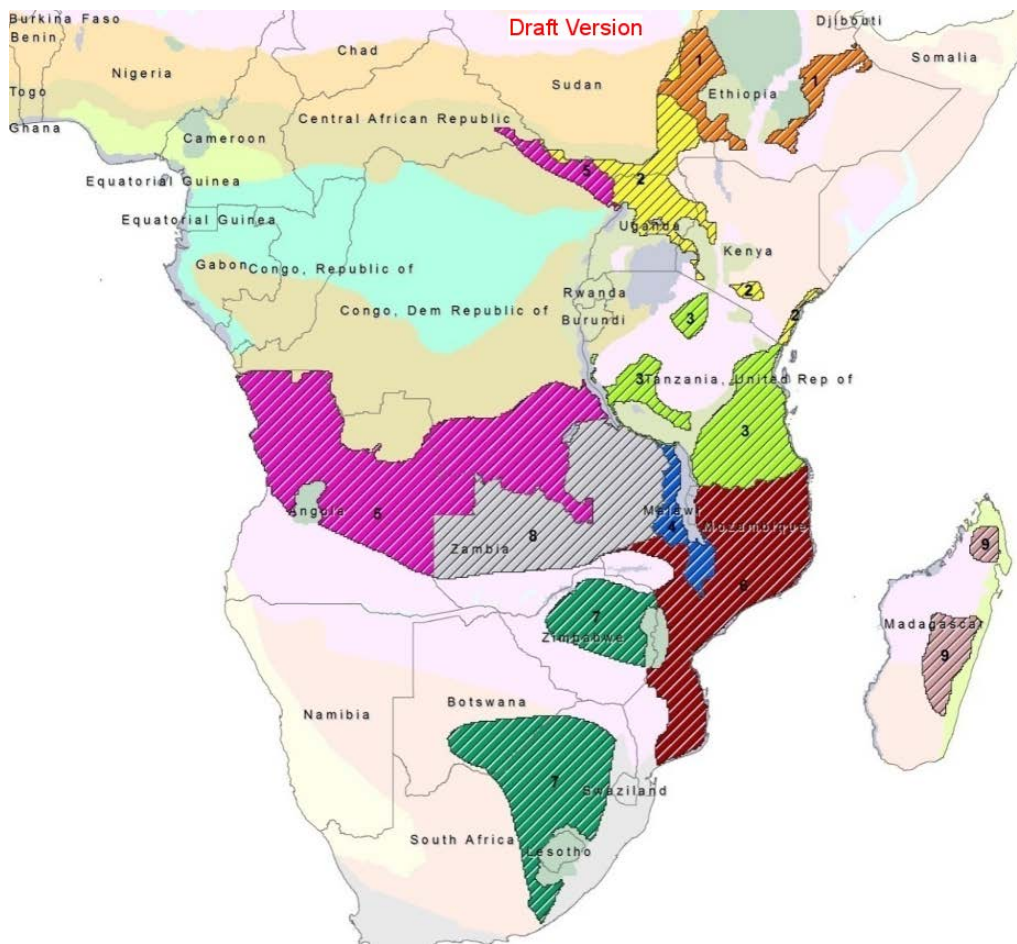 Draft Version
Burkina Faso
Benin
Djibouti
Chad
Somalia
Nigeria
Sudan
1
1
Ethiopia
Togo
Ghana
Cameroon
Central African Republic
Equatorial Guinea
5
2
Equatorial Guinea
Uganda
Kenya
Gabon
Congo, Republic of
Rwanda
2
Congo, Dem Republic of
Burundi
3
2
3
Tanzania, United Rep of
3
Angola
5
Malawi
4
Mozambique
8
Zambia
9
6
7
Zimbabwe
Madagascar
9
Botswana
Namibia
7
Swaziland
South Africa
Lesotho